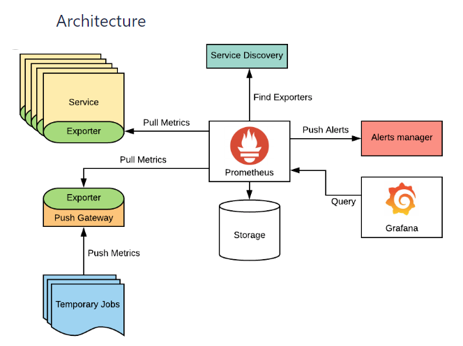 Architecture
Service Discovery
Service
Find Exporters
Exporter
Pull Metrics
Push Alerts
Alerts manager
Prometheus
Pull Metrics
Exporter
Push Gateway
Query
Grafana
Storage
Push Metrics
Temporary Jobs